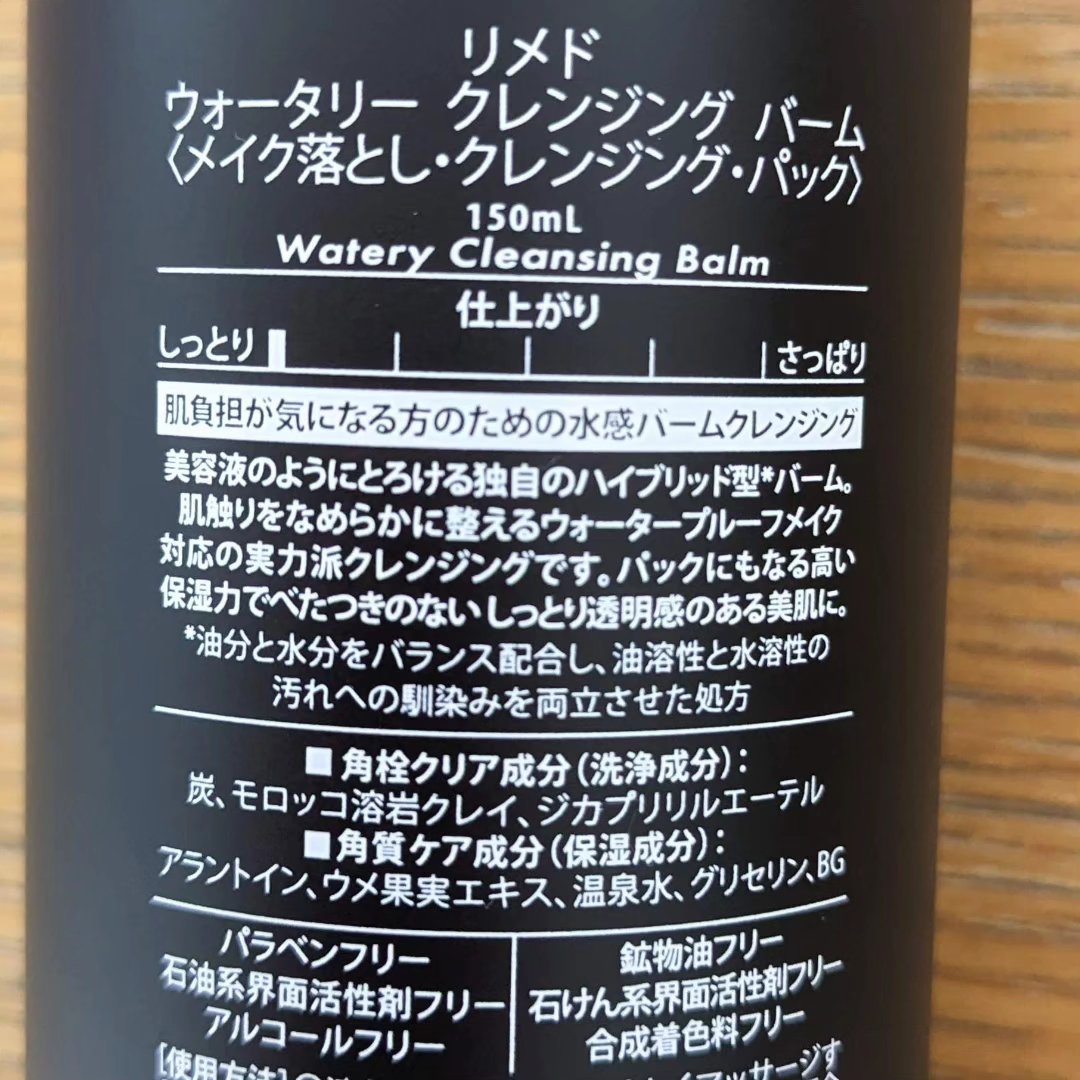 リメド
ウォータリー クレンジング バーム
〈メイク落とし・クレンジング・パック〉
150mL
Watery Cleansing Balm
仕上がり
しっとり さっぱり
肌負担が気になる方のための水感バームクレンジング
美容液のようにとろける独自のハイブリッド型*バーム。
肌触りをなめらかに整えるウォータープルーフメイク
対応の実力派クレンジングです。パックにもなる高い
保湿力でべたつきのない しっとり透明感のある美肌に。
*油分と水分をバランス配合し、油溶性と水溶性の
汚れへの馴染みを両立させた処方
■角栓クリア成分(洗浄成分):
炭、モロッコ溶岩クレイ、ジカプリリルエーテル
■角質ケア成分(保湿成分):
アラントイン、ウメ果実エキス、温泉水、グリセリン、BG
パラベンフリー
石油系界面活性剤フリー
アルコールフリー
鉱物油フリー
石けん系界面活性剤フリー
合成着色料フリー
[使用方法] マッサージす